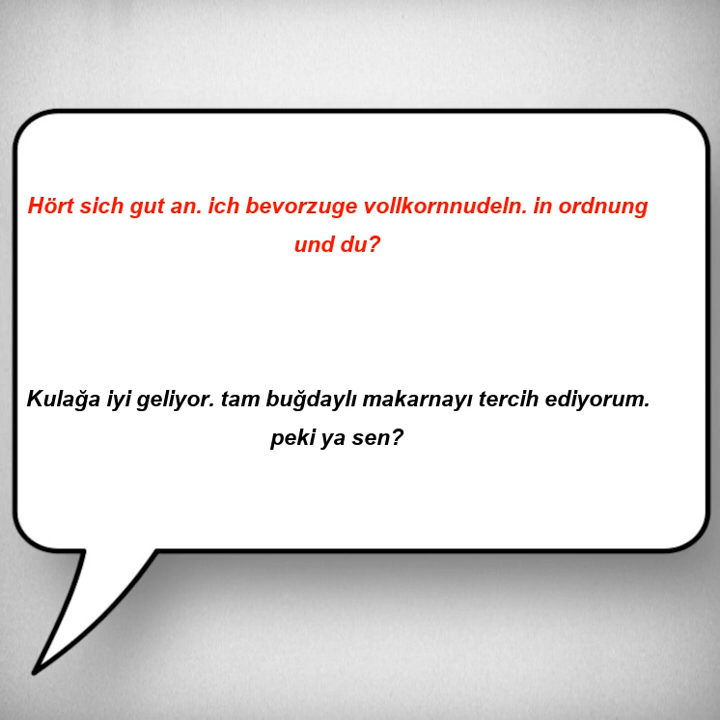 Hört sich gut an. ich bevorzuge vollkornnudeln. in ordnung
und du?
Kulağa iyi geliyor. tam buğdaylı makarnayı tercih ediyorum.
peki ya sen?